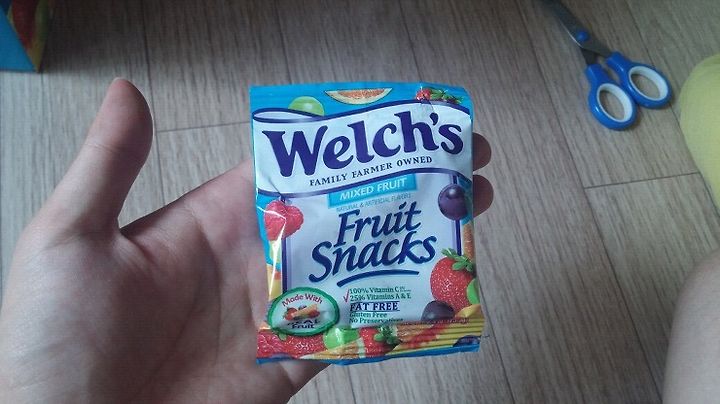 Welch's
FAMILY FARMER OWNED
MIXED FRUIT
NATURAL & ARTIFICIAL FLAVORS
Fruit
Snacks
100% Vitamin C
25% Vitamins A & E
FAT FREE
Gluten Free
No Preservatives
Made With
REAL
Fruit